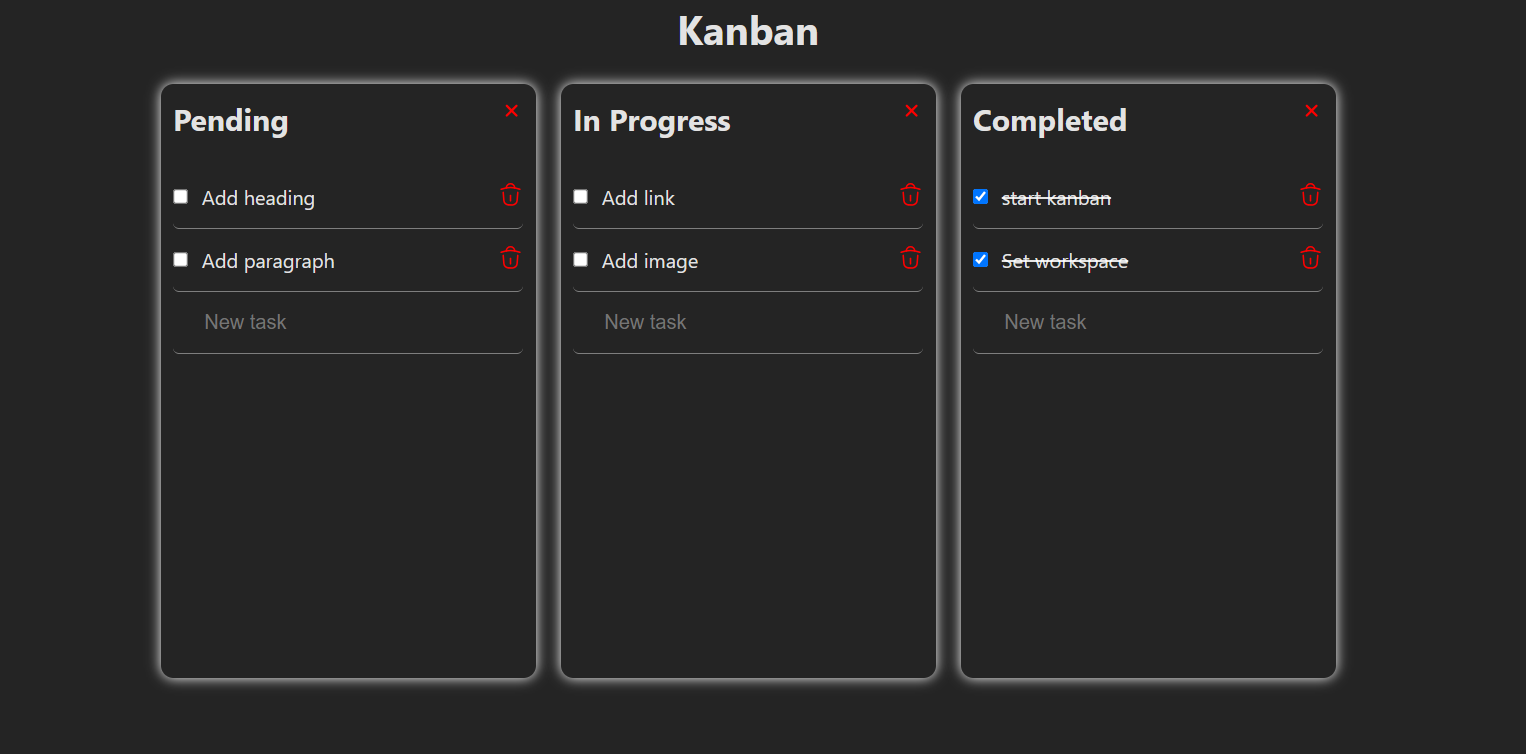 Kanban
Pending
Add heading
Add paragraph
New task
In Progress
Add link
Add image
New task
Completed
start kanban
Set workspace
New task